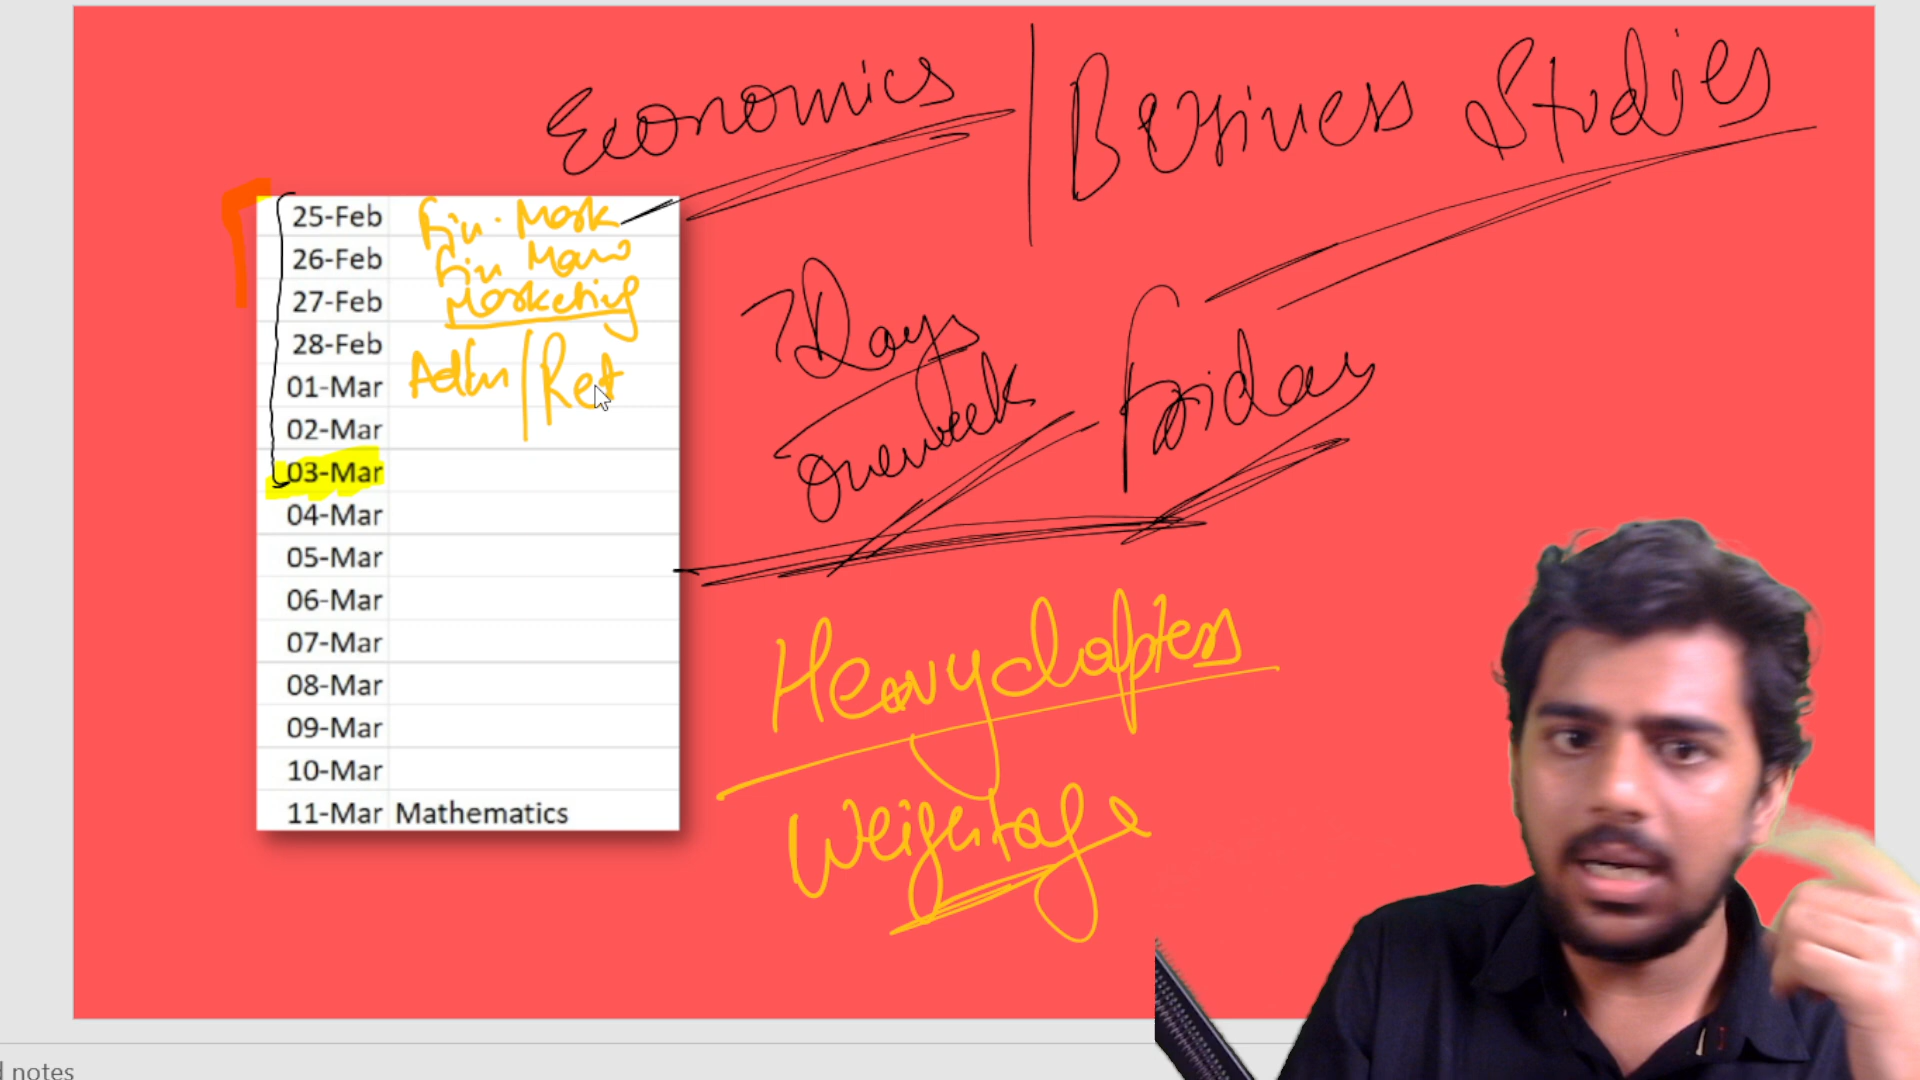 Economics | Business Studies
25-Feb Fin. Mark
26-Feb Fin Man
27-Feb Marketing
28-Feb
01-Mar Adm / Ret
02-Mar
03-Mar
04-Mar
05-Mar
06-Mar
07-Mar
08-Mar
09-Mar
10-Mar
11-Mar Mathematics
7 Days
One week
Friday
Heavy chapters
Weightage
notes